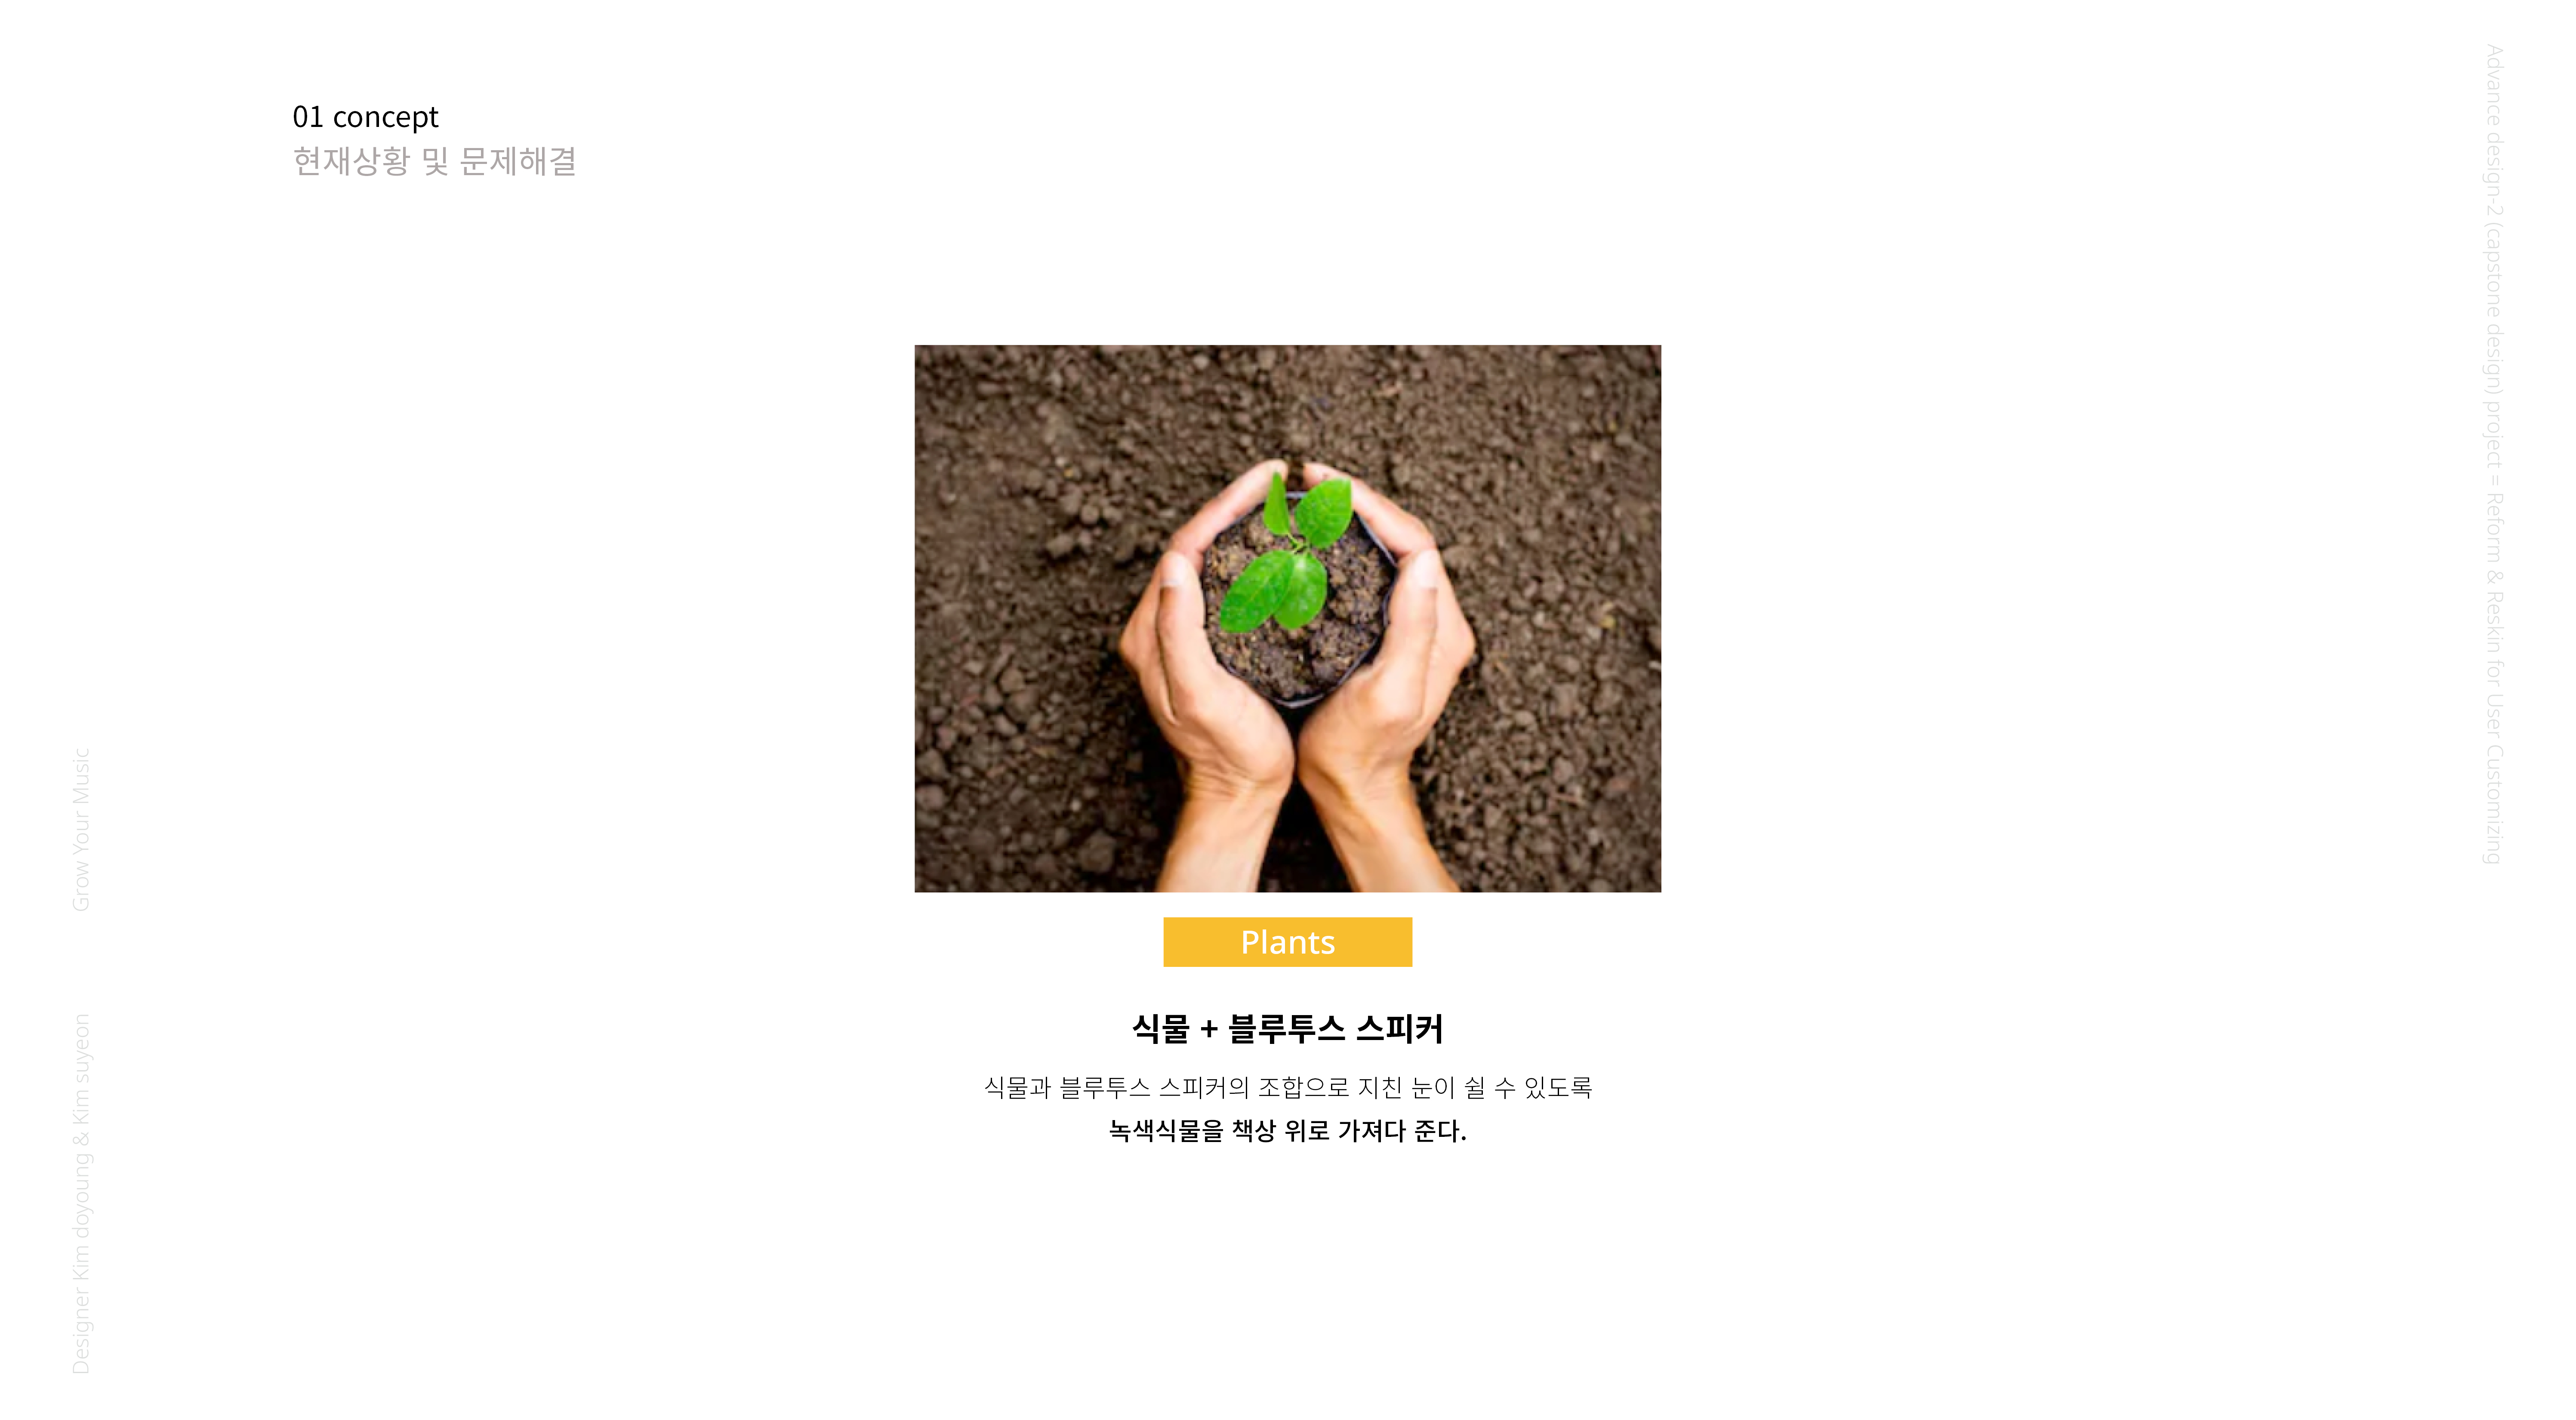 01 concept
현재상황 및 문제해결
Plants
식물 + 블루투스 스피커
식물과 블루투스 스피커의 조합으로 지친 눈이 쉴 수 있도록
녹색식물을 책상 위로 가져다 준다.
Grow Your Music
Designer Kim doyoung & Kim suyeon
Advance design-2 (capstone design) project = Reform & Reskin for User Customizing